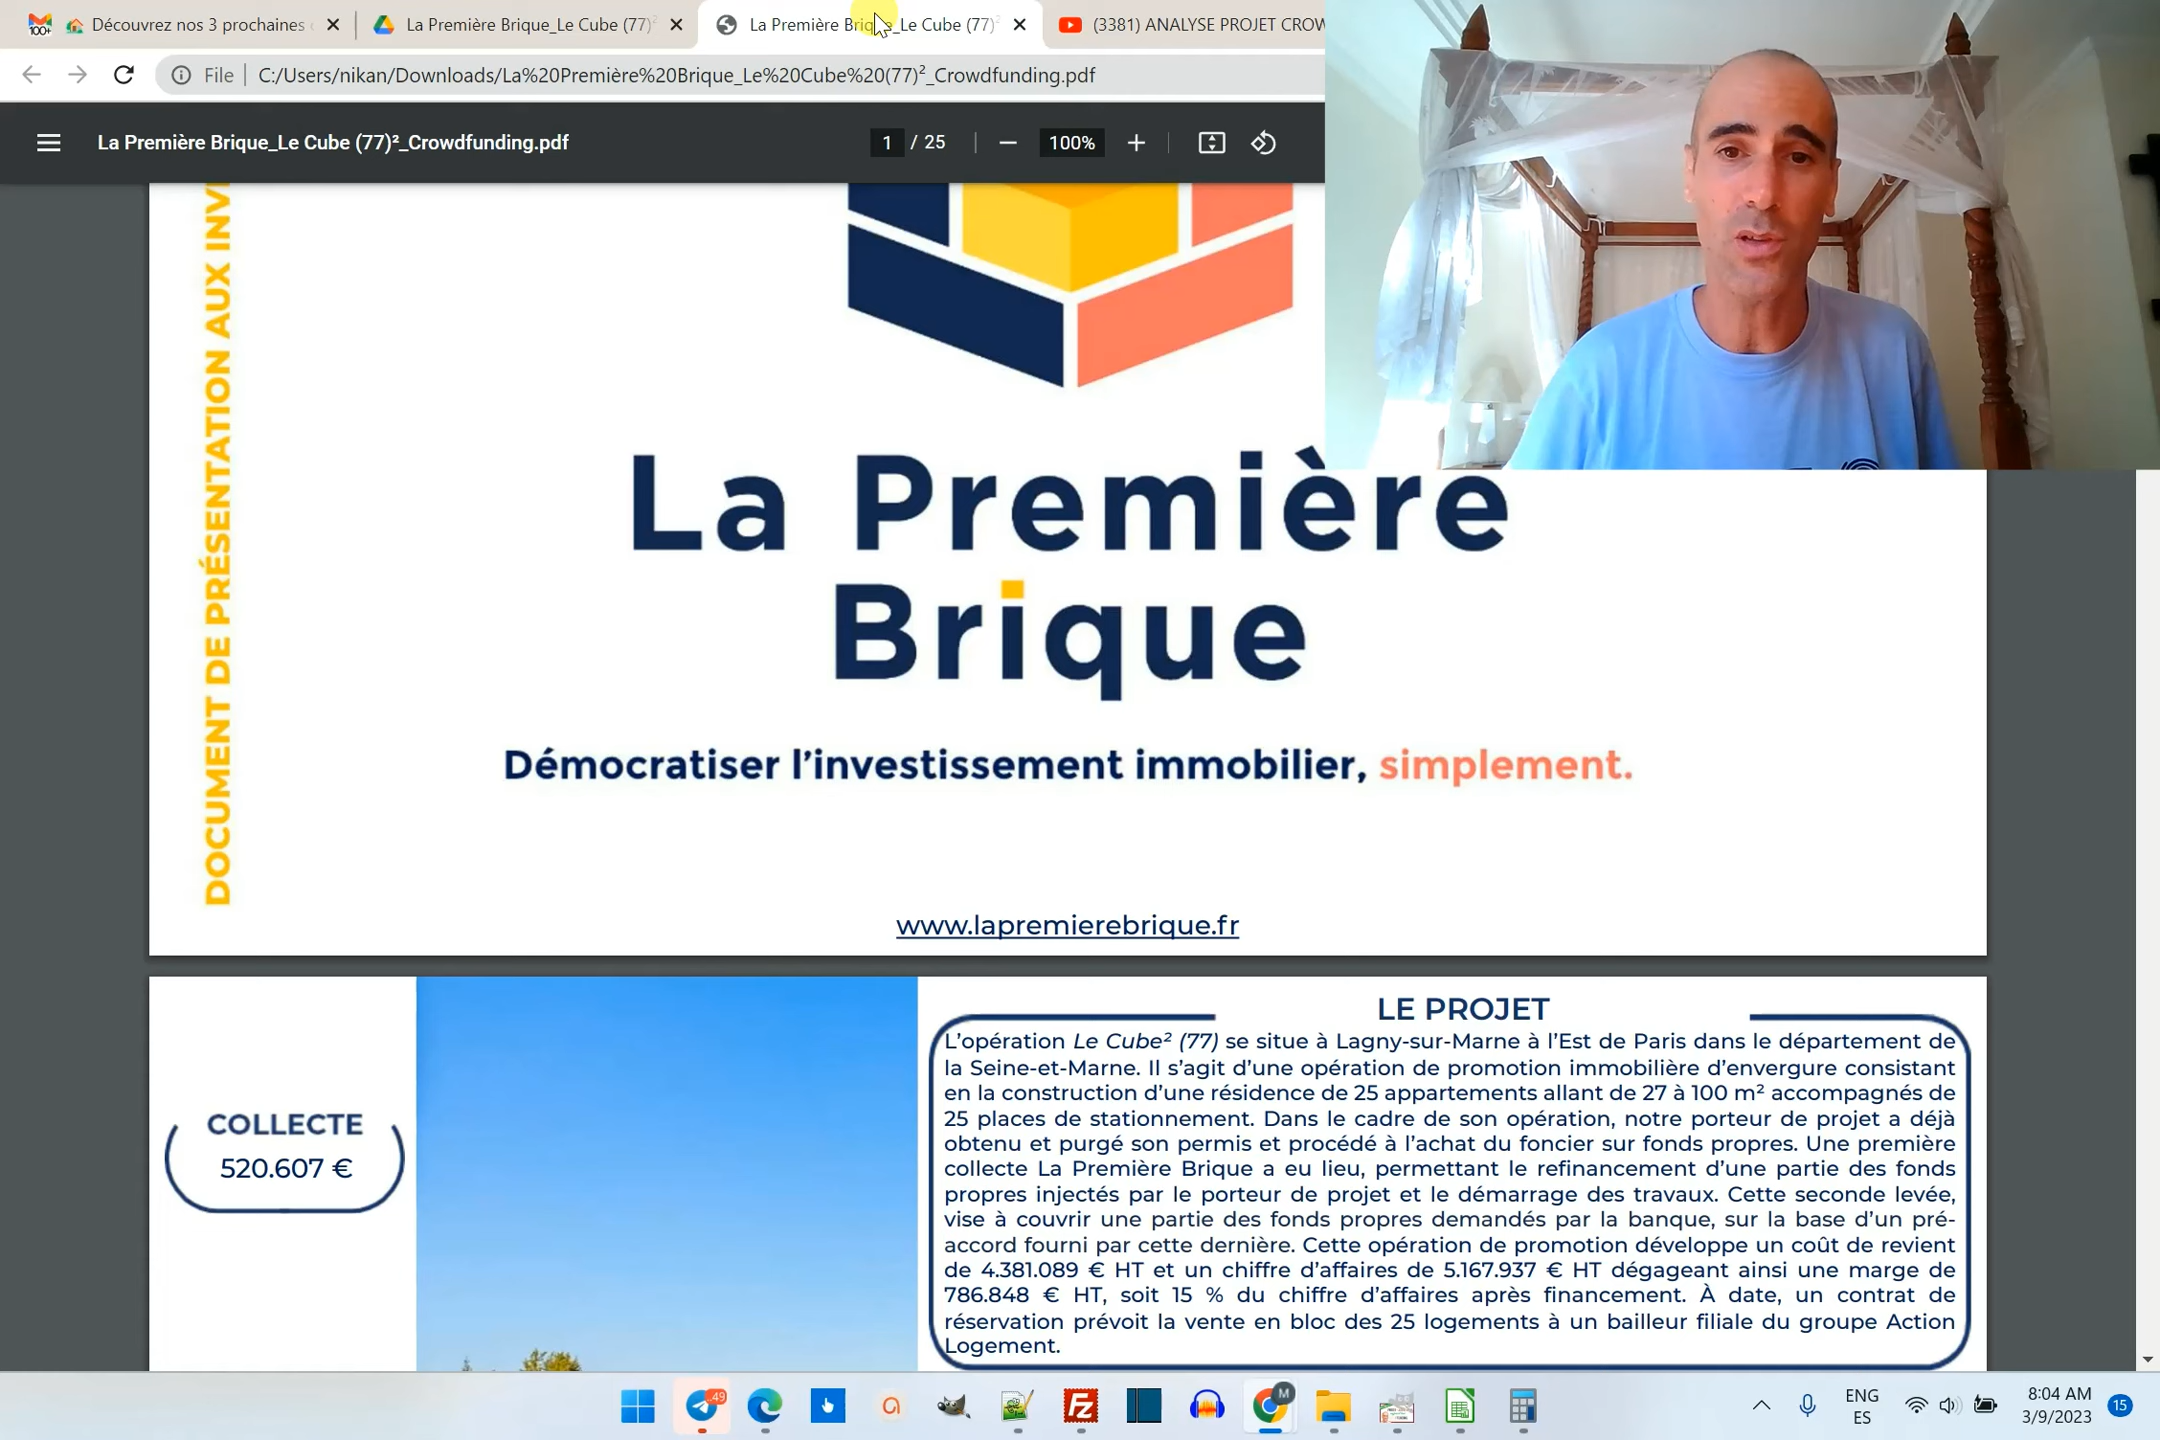 Découvrez nos 3 prochaines
La Première Brique_Le Cube (77)²
La Première Brique_Le Cube (77)²
(3381) ANALYSE PROJET CROW
File
C:/Users/nikan/Downloads/La%20Première%20Brique_Le%20Cube%20(77)²_Crowdfunding.pdf
La Première Brique_Le Cube (77)²_Crowdfunding.pdf
1 / 25
100%
DOCUMENT DE PRÉSENTATION AUX INV
La Première
Brique
Démocratiser l’investissement immobilier, simplement.
www.lapremierebrique.fr
COLLECTE
520.607 €
LE PROJET
L’opération Le Cube² (77) se situe à Lagny-sur-Marne à l’Est de Paris dans le département de
la Seine-et-Marne. Il s’agit d’une opération de promotion immobilière d’envergure consistant
en la construction d’une résidence de 25 appartements allant de 27 à 100 m² accompagnés de
25 places de stationnement. Dans le cadre de son opération, notre porteur de projet a déjà
obtenu et purgé son permis et procédé à l’achat du foncier sur fonds propres. Une première
collecte La Première Brique a eu lieu, permettant le refinancement d’une partie des fonds
propres injectés par le porteur de projet et le démarrage des travaux. Cette seconde levée,
vise à couvrir une partie des fonds propres demandés par la banque, sur la base d’un pré-
accord fourni par cette dernière. Cette opération de promotion développe un coût de revient
de 4.381.089 € HT et un chiffre d’affaires de 5.167.937 € HT dégageant ainsi une marge de
786.848 € HT, soit 15 % du chiffre d’affaires après financement. À date, un contrat de
réservation prévoit la vente en bloc des 25 logements à un bailleur filiale du groupe Action
Logement.
49
M
ENG
ES
8:04 AM
3/9/2023
15